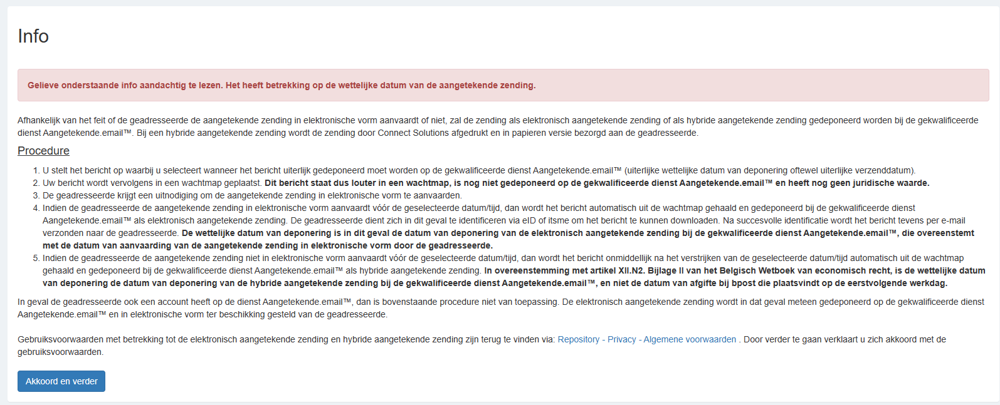 Info
Gelieve onderstaande info aandachtig te lezen. Het heeft betrekking op de wettelijke datum van de aangetekende zending.
Afhankelijk van het feit of de geadresseerde de aangetekende zending in elektronische vorm aanvaardt of niet, zal de zending als elektronisch aangetekende zending of als hybride aangetekende zending gedeponeerd worden bij de gekwalificeerde
dienst Aangetekende.email™. Bij een hybride aangetekende zending wordt de zending door Connect Solutions afgedrukt en in papieren versie bezorgd aan de geadresseerde.
Procedure
1. U stelt het bericht op waarbij u selecteert wanneer het bericht uiterlijk gedeponeerd moet worden op de gekwalificeerde dienst Aangetekende.email™ (uiterlijke wettelijke datum van deponering oftewel uiterlijke verzenddatum).
2. Uw bericht wordt vervolgens in een wachtmap geplaatst. Dit bericht staat dus louter in een wachtmap, is nog niet gedeponeerd op de gekwalificeerde dienst Aangetekende.email™ en heeft nog geen juridische waarde.
3. De geadresseerde krijgt een uitnodiging om de aangetekende zending in elektronische vorm te aanvaarden.
4. Indien de geadresseerde de aangetekende zending in elektronische vorm aanvaardt vóór de geselecteerde datum/tijd, dan wordt het bericht automatisch uit de wachtmap gehaald en gedeponeerd bij de gekwalificeerde dienst
Aangetekende.email™ als elektronisch aangetekende zending. De geadresseerde dient zich in dit geval te identificeren via eID of itsme om het bericht te kunnen downloaden. Na succesvolle identificatie wordt het bericht tevens per e-mail
verzonden naar de geadresseerde. De wettelijke datum van deponering is in dit geval de datum van deponering van de elektronisch aangetekende zending bij de gekwalificeerde dienst Aangetekende.email™, die overeenstemt
met de datum van aanvaarding van de aangetekende zending in elektronische vorm door de geadresseerde.
5. Indien de geadresseerde de aangetekende zending niet in elektronische vorm aanvaardt vóór de geselecteerde datum/tijd, dan wordt het bericht onmiddellijk na het verstrijken van de geselecteerde datum/tijd automatisch uit de wachtmap
gehaald en gedeponeerd bij de gekwalificeerde dienst Aangetekende.email™ als hybride aangetekende zending. In overeenstemming met artikel XII.N2. Bijlage II van het Belgisch Wetboek van economisch recht, is de wettelijke datum
van deponering de datum van deponering van de hybride aangetekende zending bij de gekwalificeerde dienst Aangetekende.email™, en niet de datum van afgifte bij bpost die plaatsvindt op de eerstvolgende werkdag.
In geval de geadresseerde ook een account heeft op de dienst Aangetekende.email™, dan is bovenstaande procedure niet van toepassing. De elektronisch aangetekende zending wordt in dat geval meteen gedeponeerd op de gekwalificeerde dienst
Aangetekende.email™ en in elektronische vorm ter beschikking gesteld van de geadresseerde.
Gebruiksvoorwaarden met betrekking tot de elektronisch aangetekende zending en hybride aangetekende zending zijn terug te vinden via: Repository - Privacy - Algemene voorwaarden . Door verder te gaan verklaart u zich akkoord met de
gebruiksvoorwaarden.
Akkoord en verder